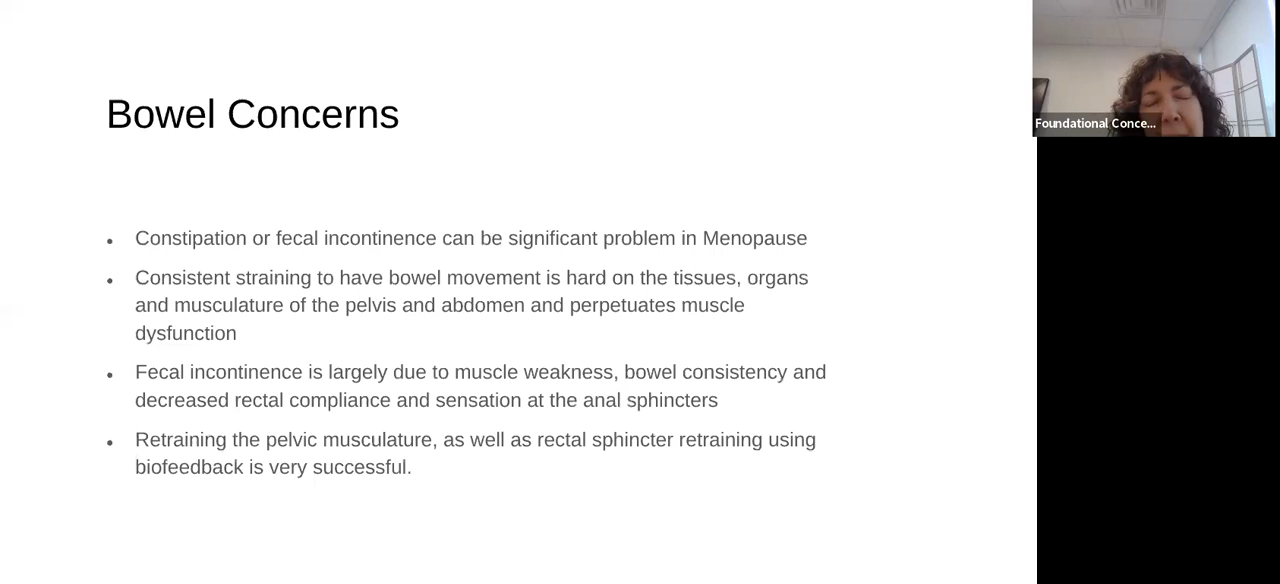 Bowel Concerns
Foundational Conce...
• Constipation or fecal incontinence can be significant problem in Menopause
• Consistent straining to have bowel movement is hard on the tissues, organs
and musculature of the pelvis and abdomen and perpetuates muscle
dysfunction
• Fecal incontinence is largely due to muscle weakness, bowel consistency and
decreased rectal compliance and sensation at the anal sphincters
• Retraining the pelvic musculature, as well as rectal sphincter retraining using
biofeedback is very successful.